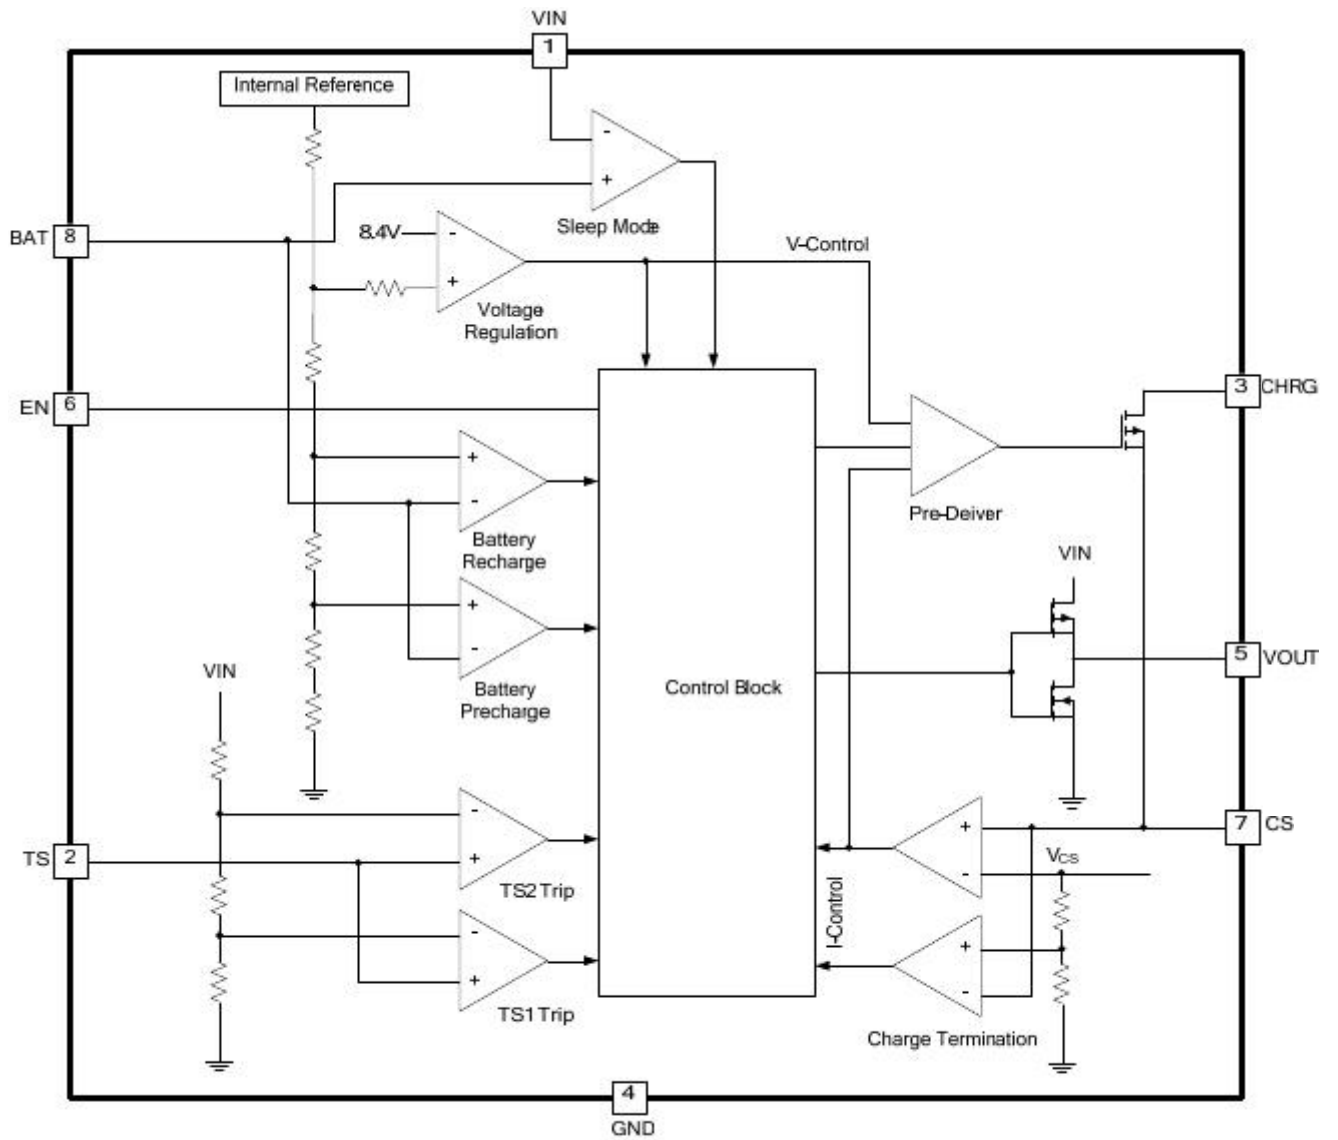 VIN
1
Internal Reference
-
+
Sleep Mode
BAT
8
8.4V
-
+
V-Control
Voltage
Regulation
EN
6
3
CHRG
+
-
Battery
Recharge
Pre-Deiver
VIN
+
-
Battery
Precharge
Control Block
5
VOUT
VIN
-
+
TS2 Trip
TS
2
+
-
7
CS
VCS
I-Control
-
+
TS1 Trip
+
-
Charge Termination
4
GND